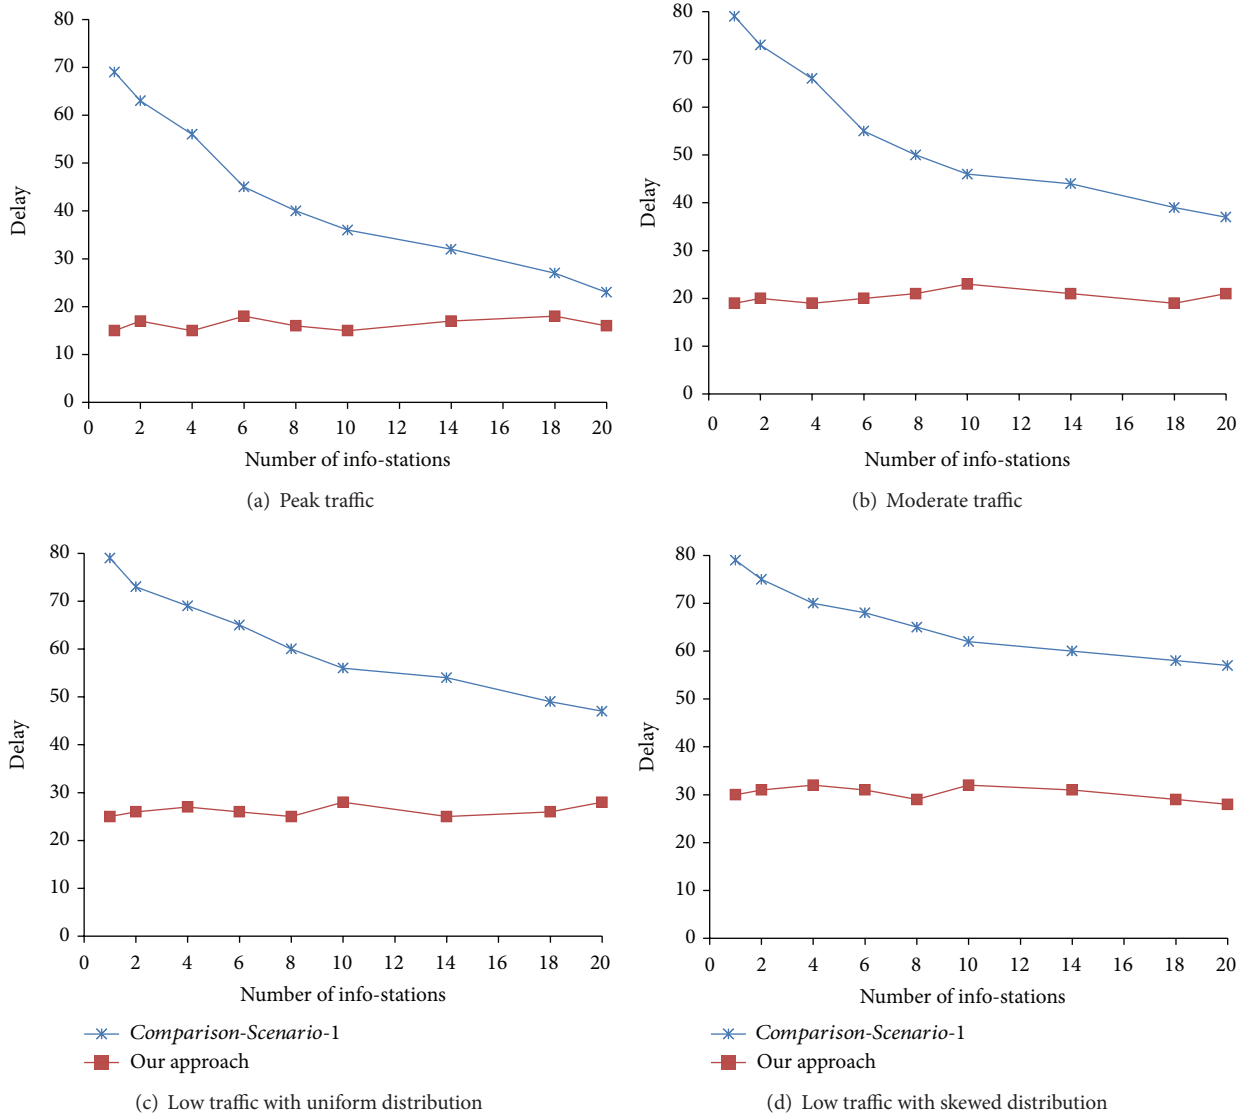 80
70
60
50
40
30
20
10
0
Delay
0 2 4 6 8 10 12 14 16 18 20
Number of info-stations
(a) Peak traffic
80
70
60
50
40
30
20
10
0
Delay
0 2 4 6 8 10 12 14 16 18 20
Number of info-stations
(b) Moderate traffic
80
70
60
50
40
30
20
10
0
Delay
0 2 4 6 8 10 12 14 16 18 20
Number of info-stations
Comparison-Scenario-1
Our approach
(c) Low traffic with uniform distribution
80
70
60
50
40
30
20
10
0
Delay
0 2 4 6 8 10 12 14 16 18 20
Number of info-stations
Comparison-Scenario-1
Our approach
(d) Low traffic with skewed distribution